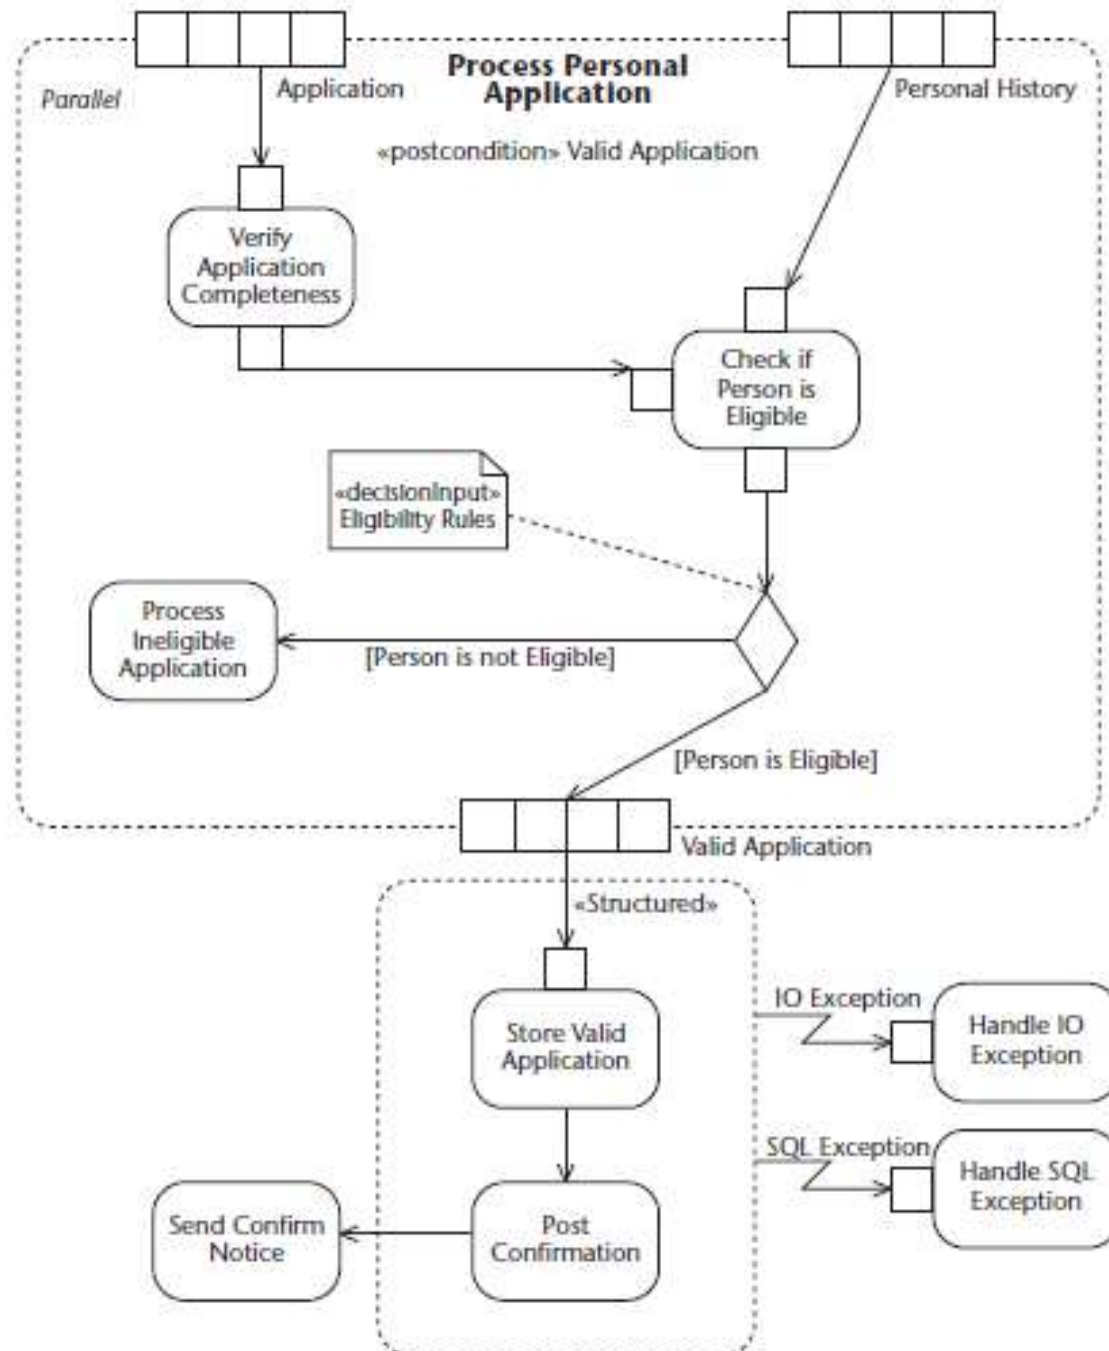 Process Personal
Application
Parallel
Application
Personal History
«postcondition» Valid Application
Verify
Application
Completeness
Check if
Person is
Eligible
«decisionInput»
Eligibility Rules
Process
Ineligible
Application
[Person is not Eligible]
[Person is Eligible]
Valid Application
«Structured»
Store Valid
Application
IO Exception
Handle IO
Exception
SQL Exception
Handle SQL
Exception
Send Confirm
Notice
Post
Confirmation